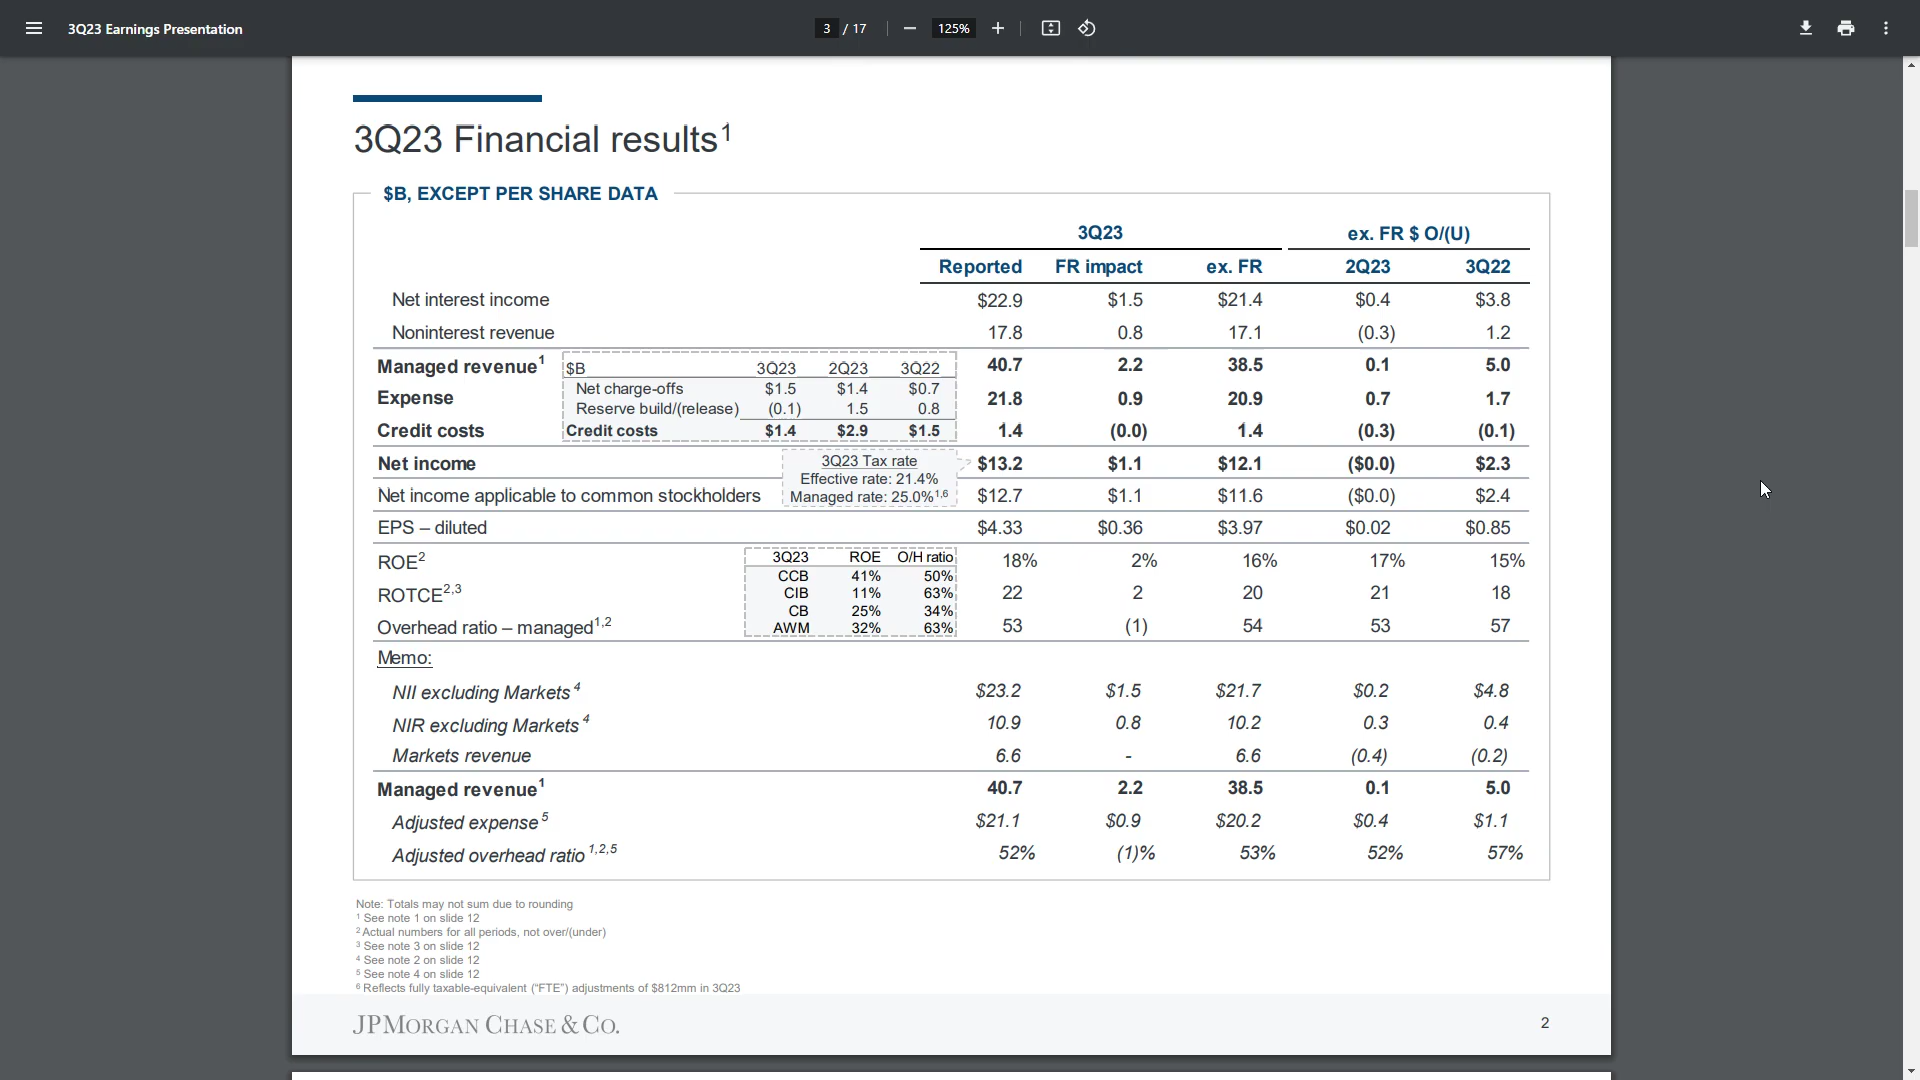 3Q23 Earnings Presentation
3 / 17
125%
3Q23 Financial results1
$B, EXCEPT PER SHARE DATA
3Q23 ex. FR $ O/(U)
Reported FR impact ex. FR 2Q23 3Q22
Net interest income $22.9 $1.5 $21.4 $0.4 $3.8
Noninterest revenue 17.8 0.8 17.1 (0.3) 1.2
Managed revenue1 40.7 2.2 38.5 0.1 5.0
Expense 21.8 0.9 20.9 0.7 1.7
Credit costs 1.4 (0.0) 1.4 (0.3) (0.1)
$B 3Q23 2Q23 3Q22
Net charge-offs $1.5 $1.4 $0.7
Reserve build/(release) (0.1) 1.5 0.8
Credit costs $1.4 $2.9 $1.5
Net income $13.2 $1.1 $12.1 ($0.0) $2.3
3Q23 Tax rate
Effective rate: 21.4%
Managed rate: 25.0%1,6
Net income applicable to common stockholders $12.7 $1.1 $11.6 ($0.0) $2.4
EPS – diluted $4.33 $0.36 $3.97 $0.02 $0.85
ROE2 18% 2% 16% 17% 15%
ROTCE2,3 22 2 20 21 18
Overhead ratio – managed1,2 53 (1) 54 53 57
3Q23 ROE O/H ratio
CCB 41% 50%
CIB 11% 63%
CB 25% 34%
AWM 32% 63%
Memo:
NII excluding Markets4 $23.2 $1.5 $21.7 $0.2 $4.8
NIR excluding Markets4 10.9 0.8 10.2 0.3 0.4
Markets revenue 6.6 - 6.6 (0.4) (0.2)
Managed revenue1 40.7 2.2 38.5 0.1 5.0
Adjusted expense5 $21.1 $0.9 $20.2 $0.4 $1.1
Adjusted overhead ratio1,2,5 52% (1)% 53% 52% 57%
Note: Totals may not sum due to rounding
1 See note 1 on slide 12
2 Actual numbers for all periods, not over/(under)
3 See note 3 on slide 12
4 See note 2 on slide 12
5 See note 4 on slide 12
6 Reflects fully taxable-equivalent (“FTE”) adjustments of $812mm in 3Q23
JPMORGAN CHASE & CO.
2